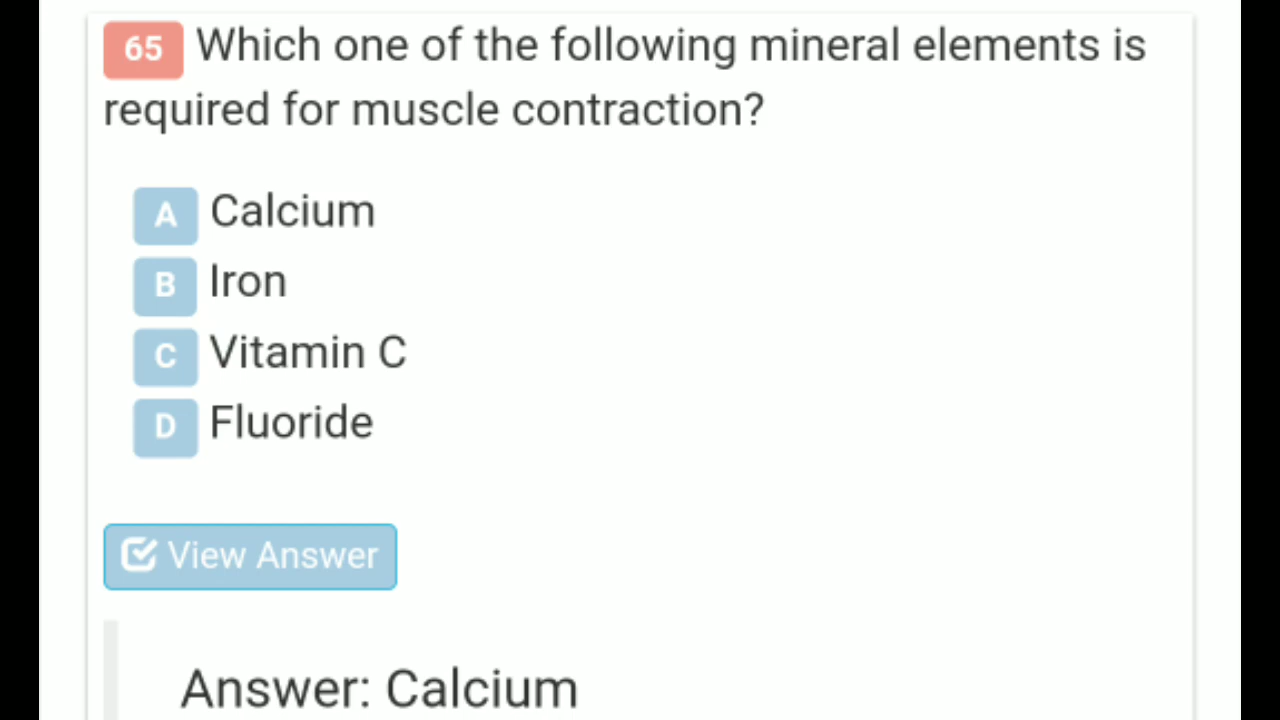 65 Which one of the following mineral elements is
required for muscle contraction?
A Calcium
B Iron
C Vitamin C
D Fluoride
View Answer
Answer: Calcium